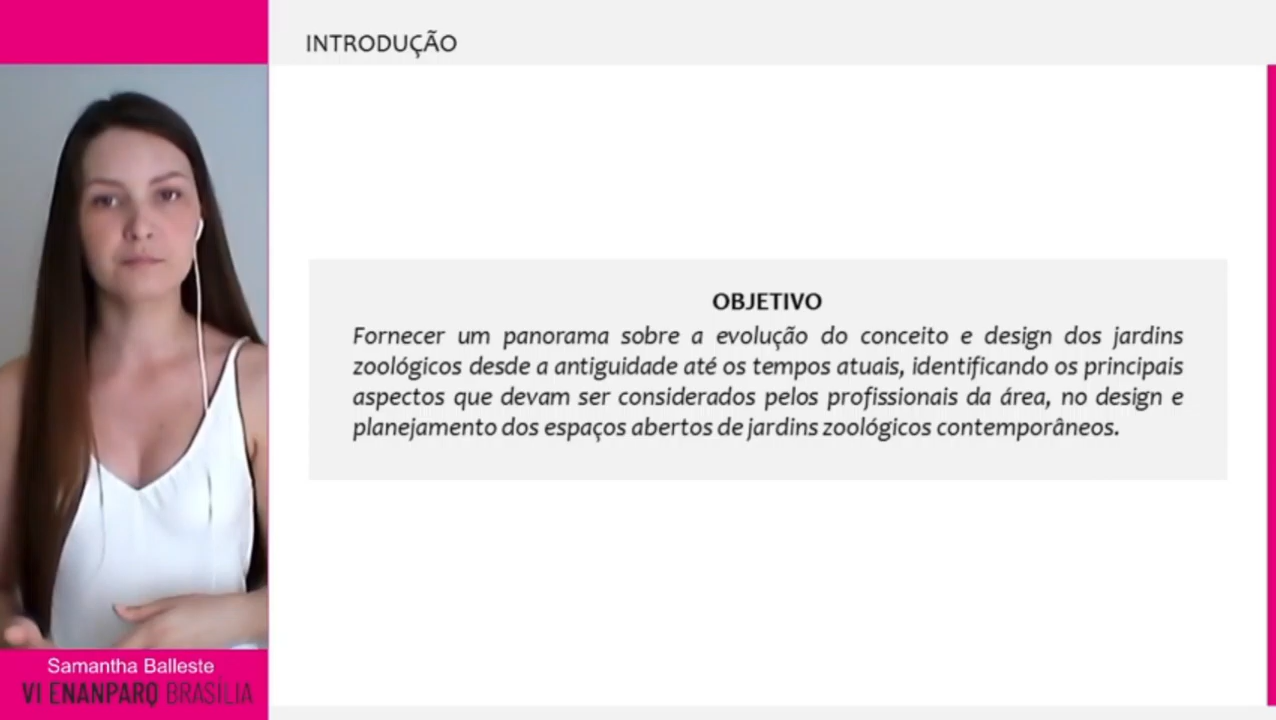 INTRODUÇÃO
OBJETIVO
Fornecer um panorama sobre a evolução do conceito e design dos jardins
zoológicos desde a antiguidade até os tempos atuais, identificando os principais
aspectos que devam ser considerados pelos profissionais da área, no design e
planejamento dos espaços abertos de jardins zoológicos contemporâneos.
Samantha Balleste
VI ENANPARQ BRASÍLIA